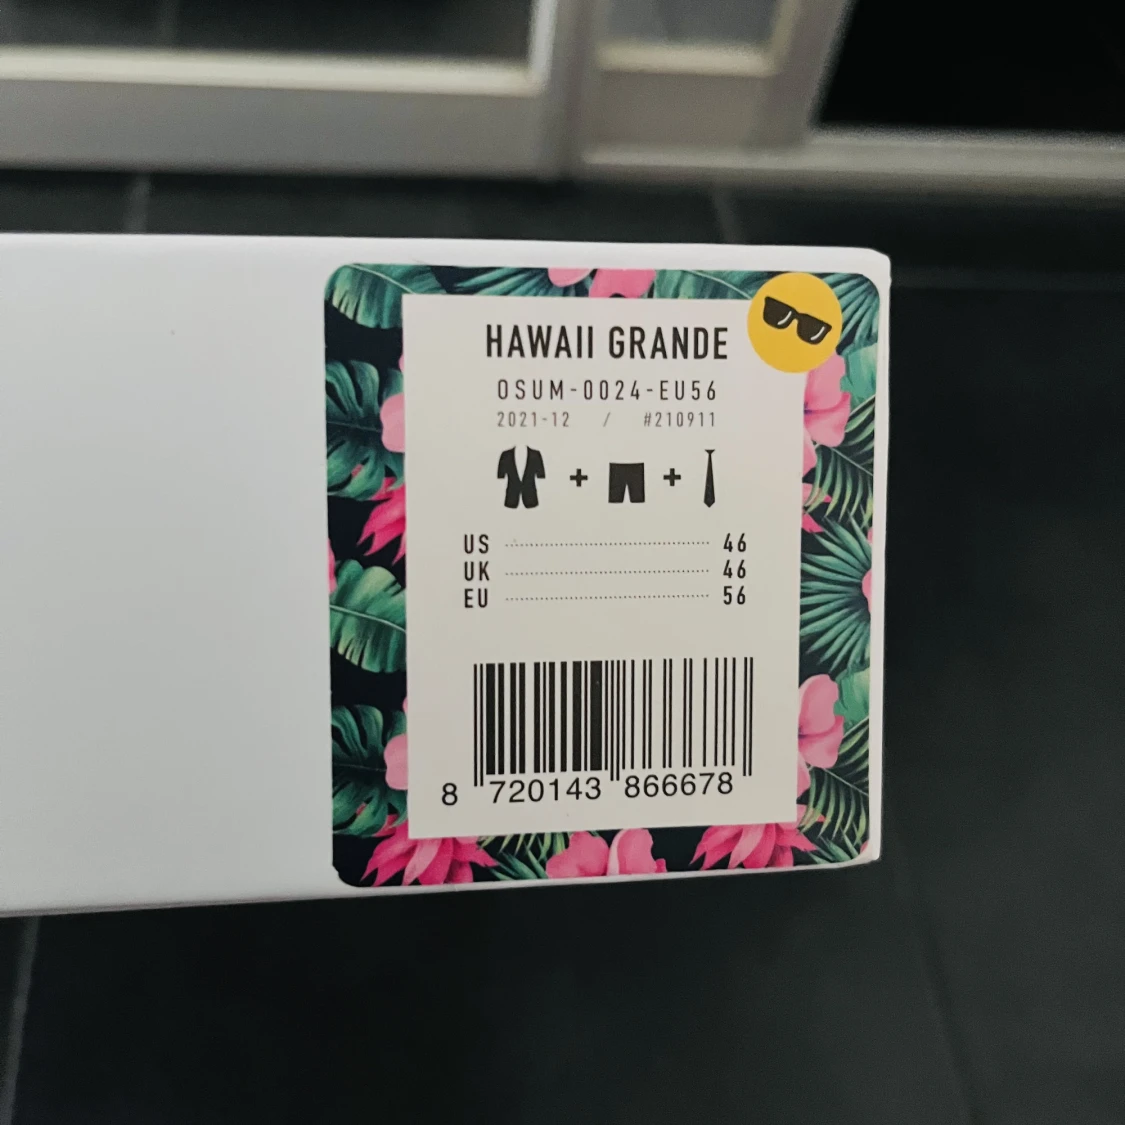 HAWAII GRANDE
OSUM-0024-EU56
2021-12 / #210911
+ +
US 46
UK 46
EU 56
8 720143 866678